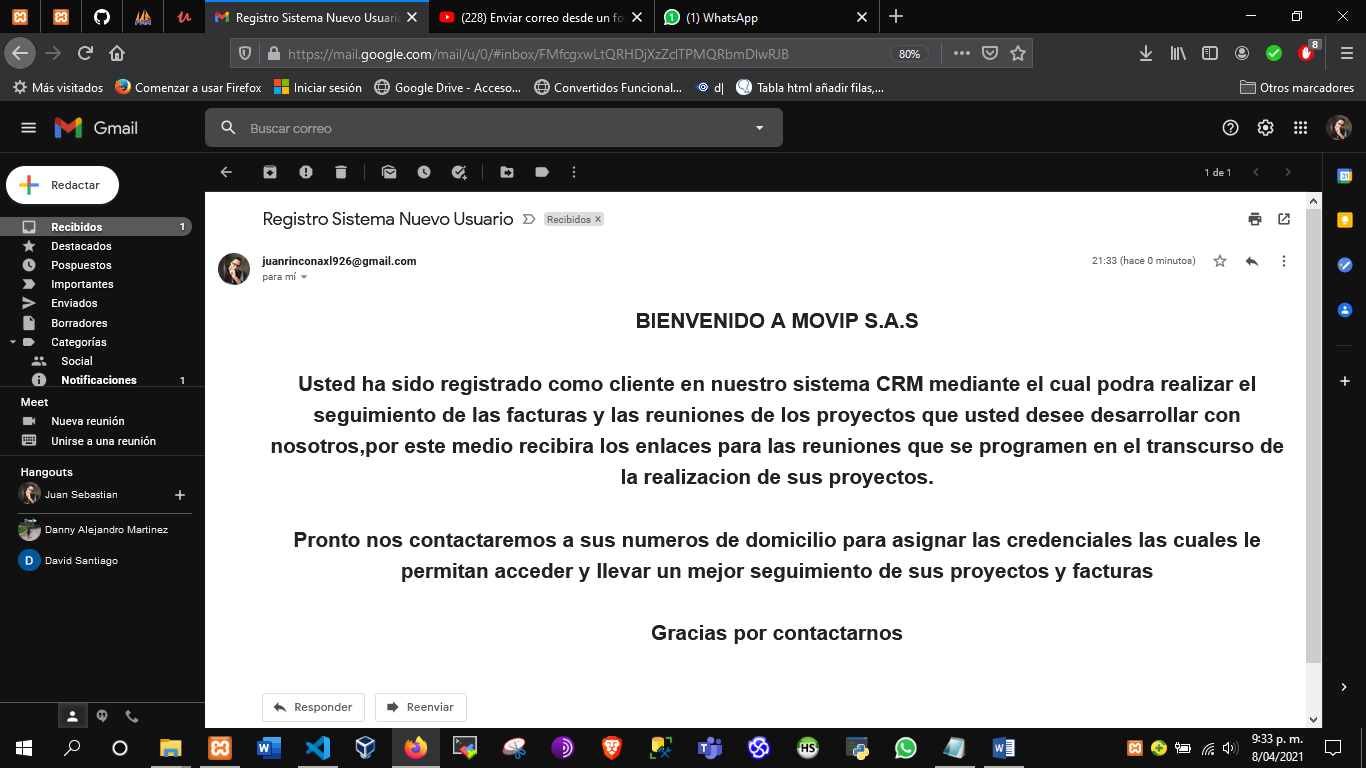 Registro Sistema Nuevo Usuari
(228) Enviar correo desde un fo
(1) WhatsApp
https://mail.google.com/mail/u/0/#inbox/FMfcgxwLtQRHDjXzZclTPMQRbmDlwRJB
80%
8
Más visitados
Comenzar a usar Firefox
Iniciar sesión
Google Drive - Acceso...
Convertidos Funcional...
d|
Tabla html añadir filas,...
Otros marcadores
Gmail
Buscar correo
Redactar
1 de 1
Recibidos 1
Destacados
Pospuestos
Importantes
Enviados
Borradores
Categorías
Social
Notificaciones 1
Meet
Nueva reunión
Unirse a una reunión
Hangouts
Juan Sebastian
Danny Alejandro Martinez
D David Santiago
Registro Sistema Nuevo Usuario
Recibidos x
juanrinconaxl926@gmail.com
para mí
21:33 (hace 0 minutos)
BIENVENIDO A MOVIP S.A.S
Usted ha sido registrado como cliente en nuestro sistema CRM mediante el cual podra realizar el
seguimiento de las facturas y las reuniones de los proyectos que usted desee desarrollar con
nosotros,por este medio recibira los enlaces para las reuniones que se programen en el transcurso de
la realizacion de sus proyectos.
Pronto nos contactaremos a sus numeros de domicilio para asignar las credenciales las cuales le
permitan acceder y llevar un mejor seguimiento de sus proyectos y facturas
Gracias por contactarnos
Responder
Reenviar
31
HS
9:33 p. m.
8/04/2021